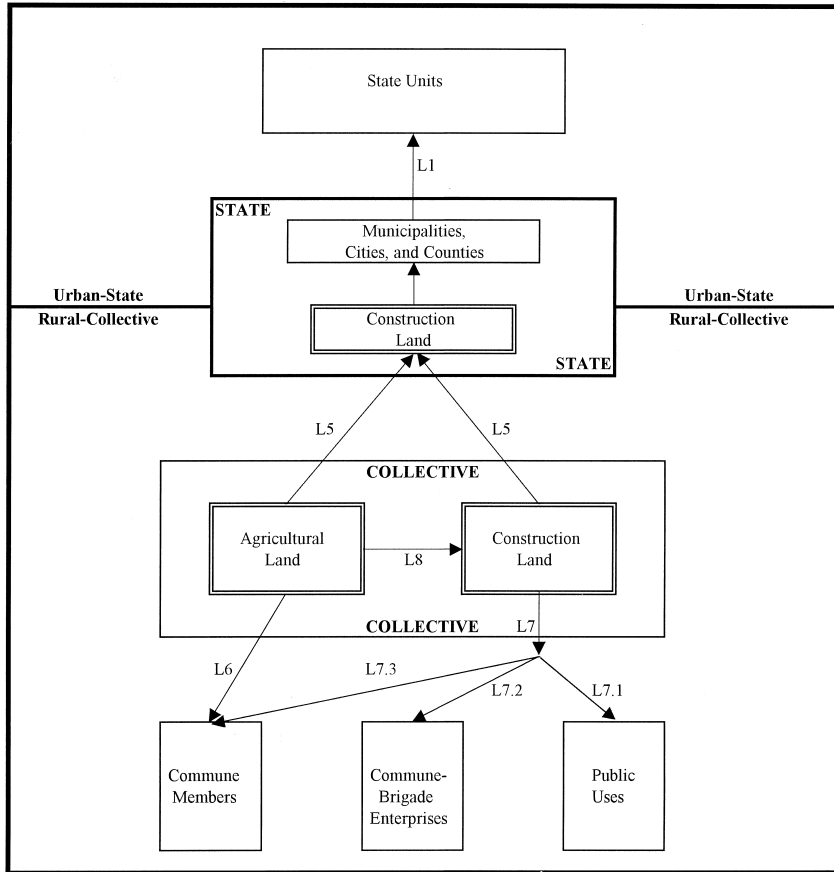 State Units
L1
STATE
Municipalities,
Cities, and Counties
Urban-State
Urban-State
Rural-Collective
Rural-Collective
Construction
Land
STATE
L5
L5
COLLECTIVE
Agricultural
Land
L8
Construction
Land
COLLECTIVE
L7
L6
L7.3
L7.2
L7.1
Commune
Members
Commune-
Brigade
Enterprises
Public
Uses